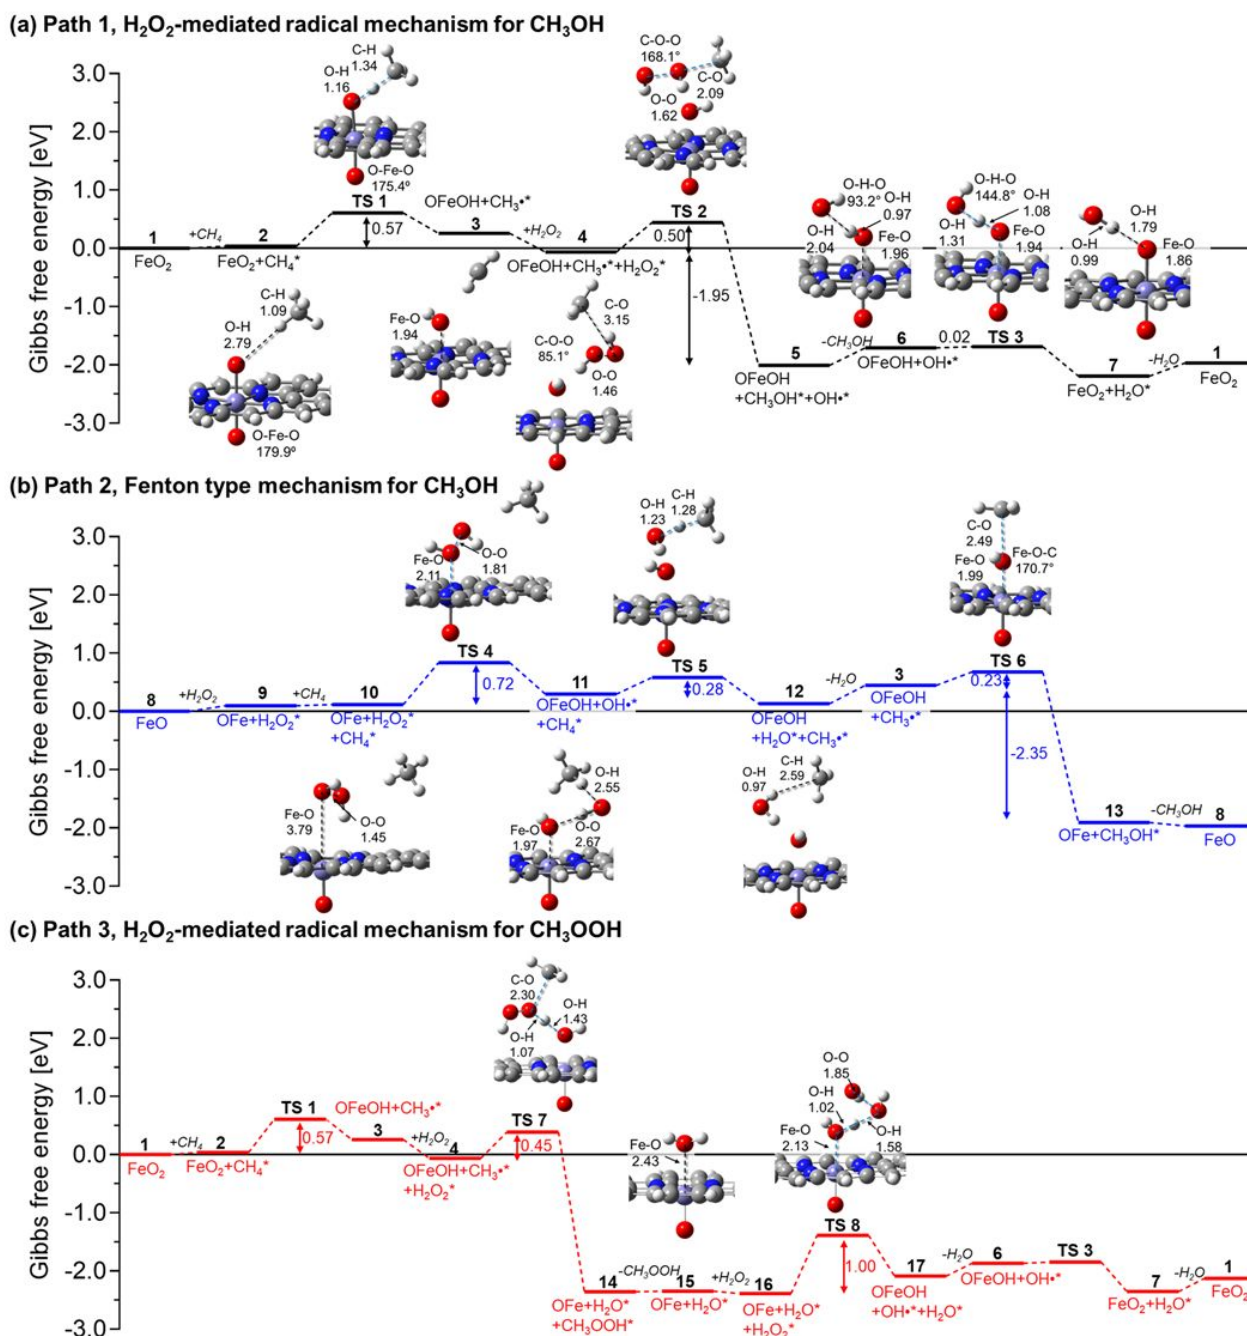 (a) Path 1, H₂O₂-mediated radical mechanism for CH₃OH
Gibbs free energy [eV]
3.0
2.0
1.0
0.0
-1.0
-2.0
-3.0
C-H
1.34
O-H
1.16
O-Fe-O
175.4º
C-O-O
168.1°
C-O
2.09
O-O
1.62
TS 1
0.57
OFeOH+CH₃•*
3
TS 2
0.50
1
FeO₂
+CH₄
2
FeO₂+CH₄*
+H₂O₂
4
OFeOH+CH₃•*+H₂O₂*
-1.95
O-H-O
93.2°
O-H
0.97
O-H
2.04
Fe-O
1.96
O-H-O
144.8°
O-H
1.08
O-H
1.31
Fe-O
1.94
O-H
1.79
O-H
0.99
Fe-O
1.86
C-H
1.09
O-H
2.79
O-Fe-O
179.9º
Fe-O
1.94
C-O
3.15
C-O-O
85.1°
O-O
1.46
5
OFeOH
+CH₃OH*+OH•*
-CH₃OH
6
OFeOH+OH•*
0.02
TS 3
7
FeO₂+H₂O*
-H₂O
1
FeO₂
(b) Path 2, Fenton type mechanism for CH₃OH
Gibbs free energy [eV]
3.0
2.0
1.0
0.0
-1.0
-2.0
-3.0
Fe-O
2.11
O-O
1.81
O-H
1.23
C-H
1.28
C-O
2.49
Fe-O
1.99
Fe-O-C
170.7°
8
FeO
+H₂O₂
9
OFe+H₂O₂*
+CH₄
10
OFe+H₂O₂*
+CH₄*
TS 4
0.72
11
OFeOH+OH•*
+CH₄*
TS 5
0.28
12
OFeOH
+H₂O*+CH₃•*
-H₂O
3
OFeOH
+CH₃•*
TS 6
0.23
-2.35
13
OFe+CH₃OH*
-CH₃OH
8
FeO
Fe-O
3.79
O-O
1.45
O-H
2.55
Fe-O
1.97
O-O
2.67
O-H
0.97
C-H
2.59
(c) Path 3, H₂O₂-mediated radical mechanism for CH₃OOH
Gibbs free energy [eV]
3.0
2.0
1.0
0.0
-1.0
-2.0
-3.0
C-O
2.30
O-H
1.43
O-H
1.07
1
FeO₂
+CH₄
2
FeO₂+CH₄*
TS 1
0.57
OFeOH+CH₃•*
3
+H₂O₂
4
OFeOH+CH₃•*
+H₂O₂*
TS 7
0.45
Fe-O
2.43
O-O
1.85
O-H
1.02
Fe-O
2.13
O-H
1.58
14
OFe+H₂O*
+CH₃OOH*
-CH₃OOH
15
OFe+H₂O*
+H₂O₂
16
OFe+H₂O*
+H₂O₂*
TS 8
1.00
17
OFeOH
+OH•*+H₂O*
-H₂O
6
OFeOH+OH•*
TS 3
7
FeO₂+H₂O*
-H₂O
1
FeO₂